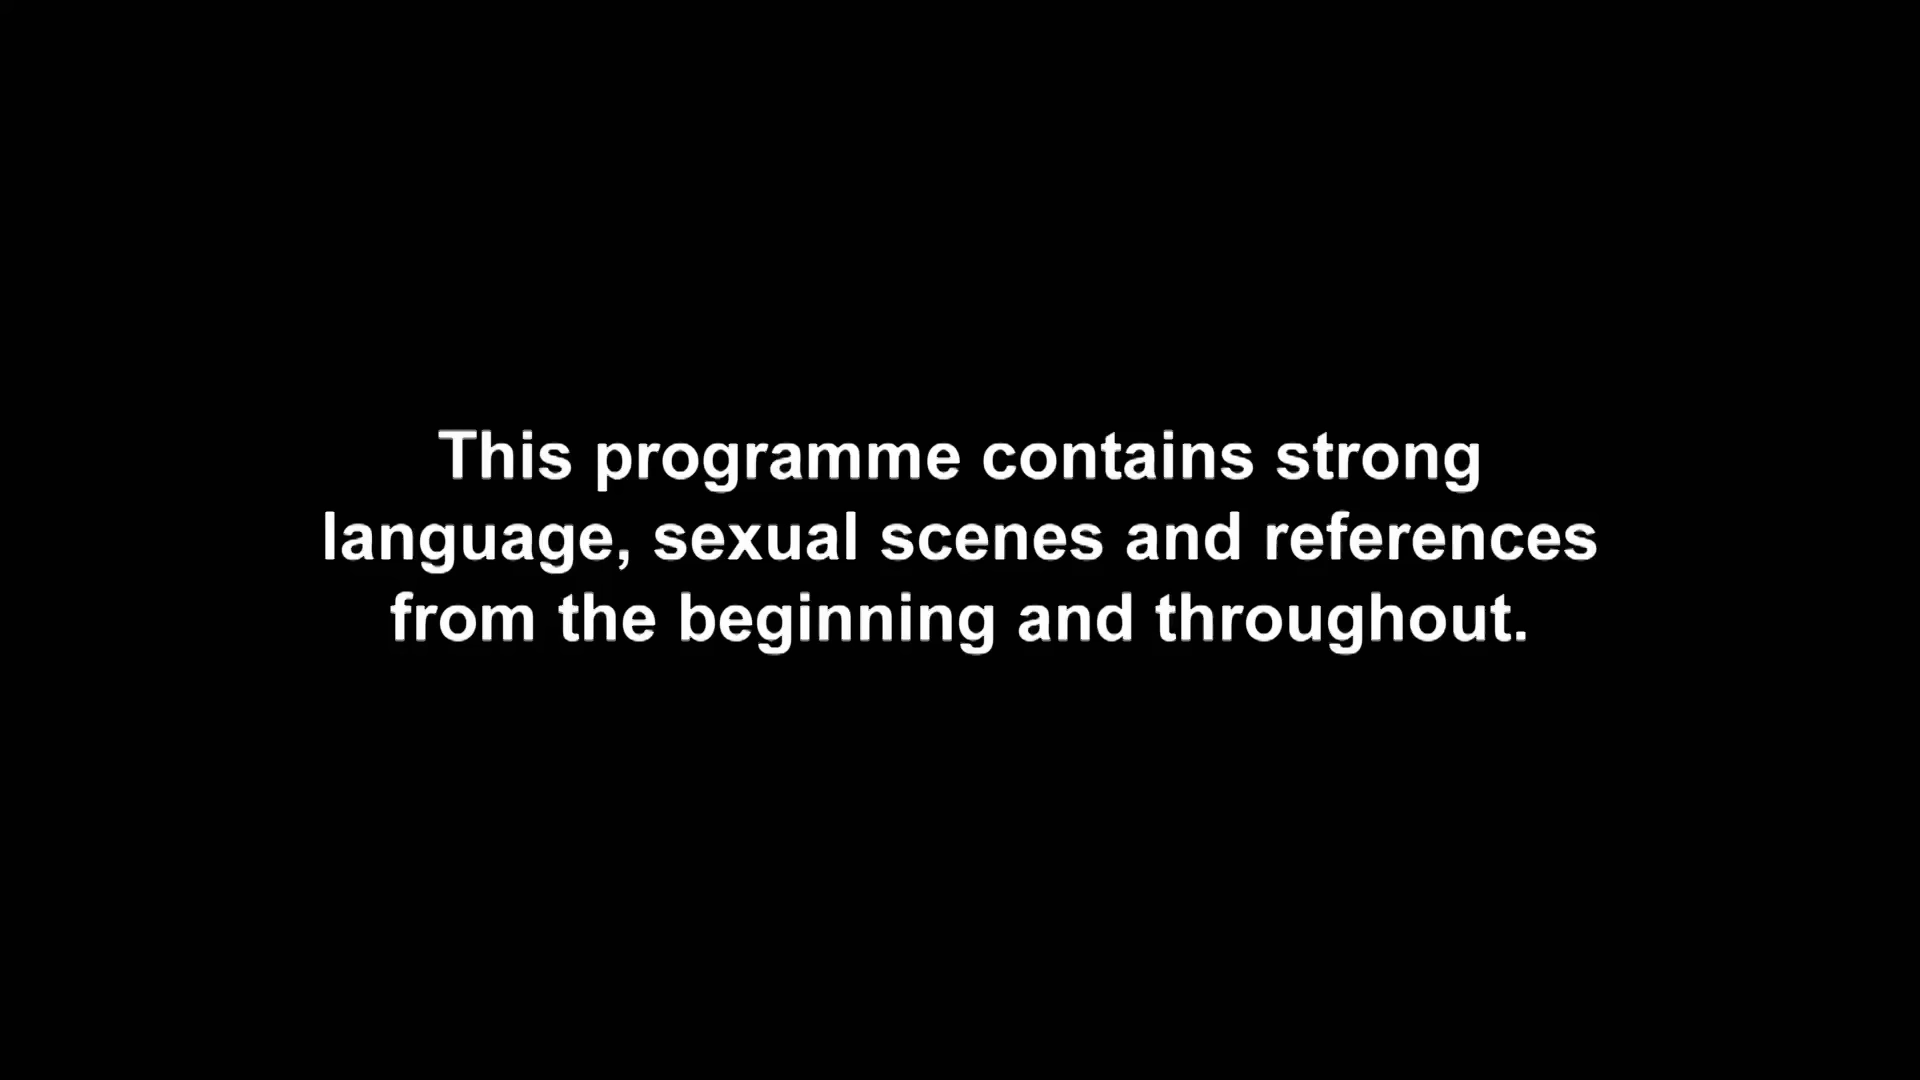 This programme contains strong
language, sexual scenes and references
from the beginning and throughout.